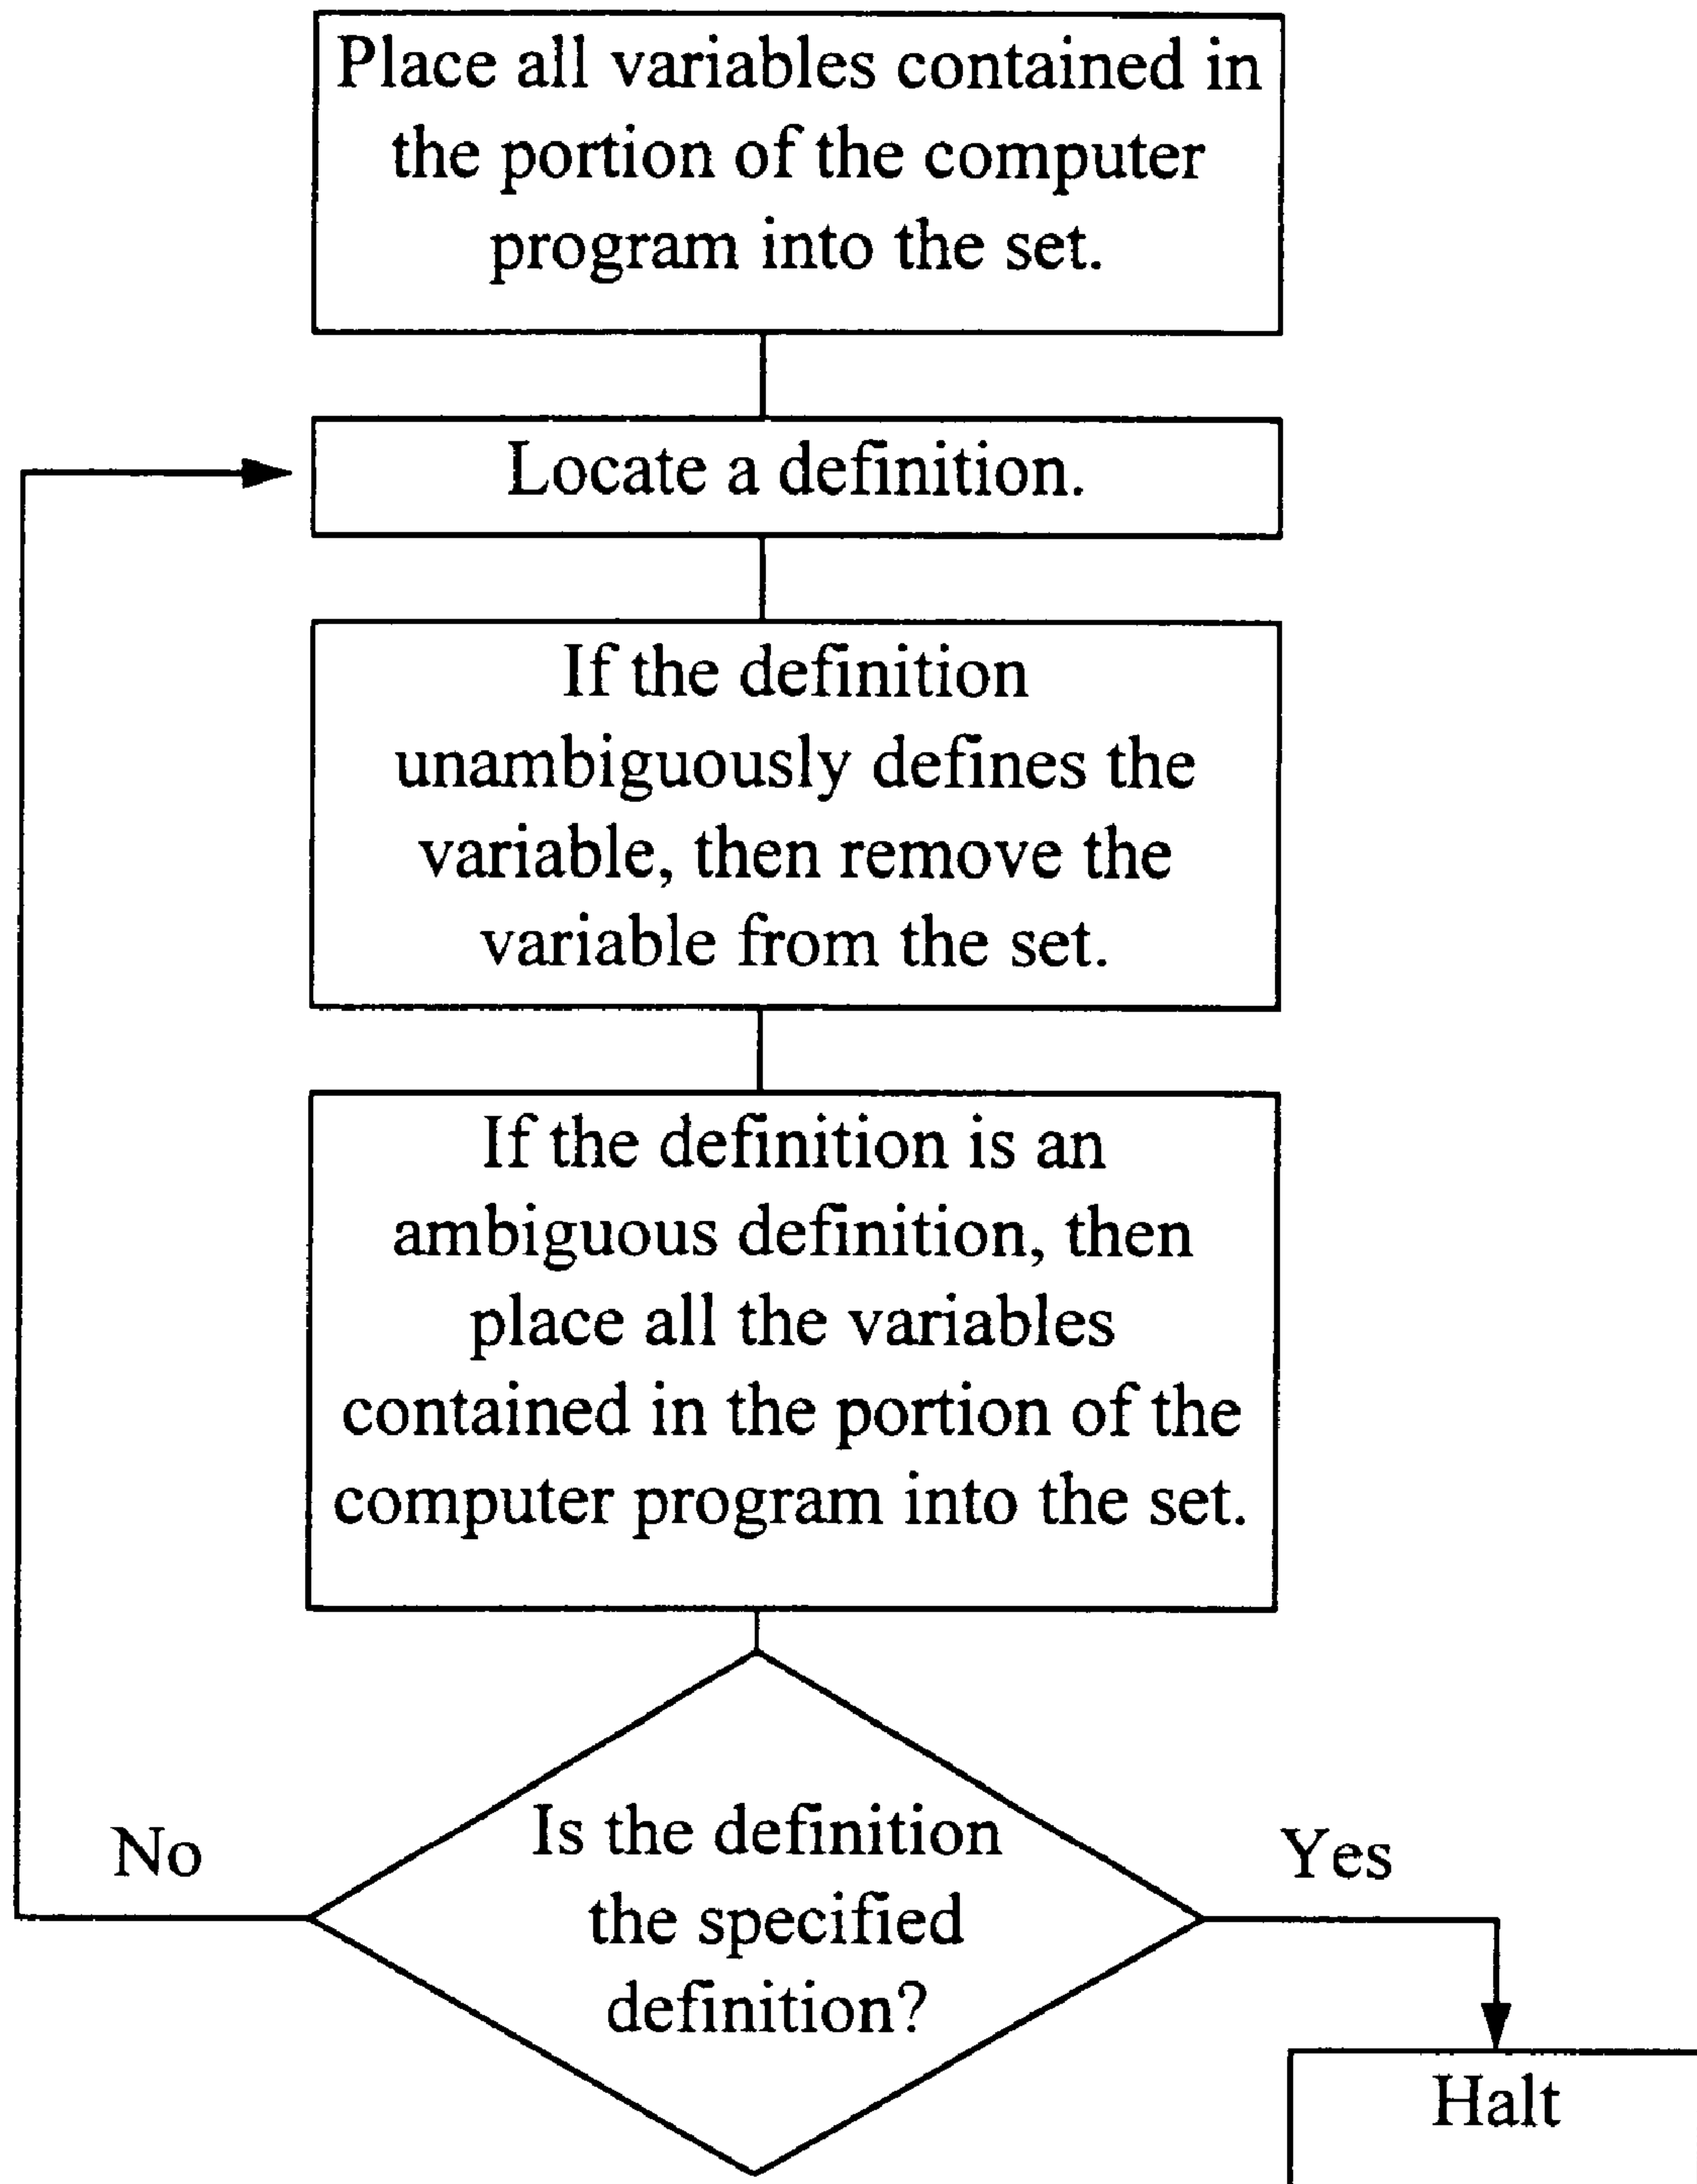 Place all variables contained in
the portion of the computer
program into the set.
Locate a definition.
If the definition
unambiguously defines the
variable, then remove the
variable from the set.
If the definition is an
ambiguous definition, then
place all the variables
contained in the portion of the
computer program into the set.
Is the definition
the specified
definition?
No
Yes
Halt